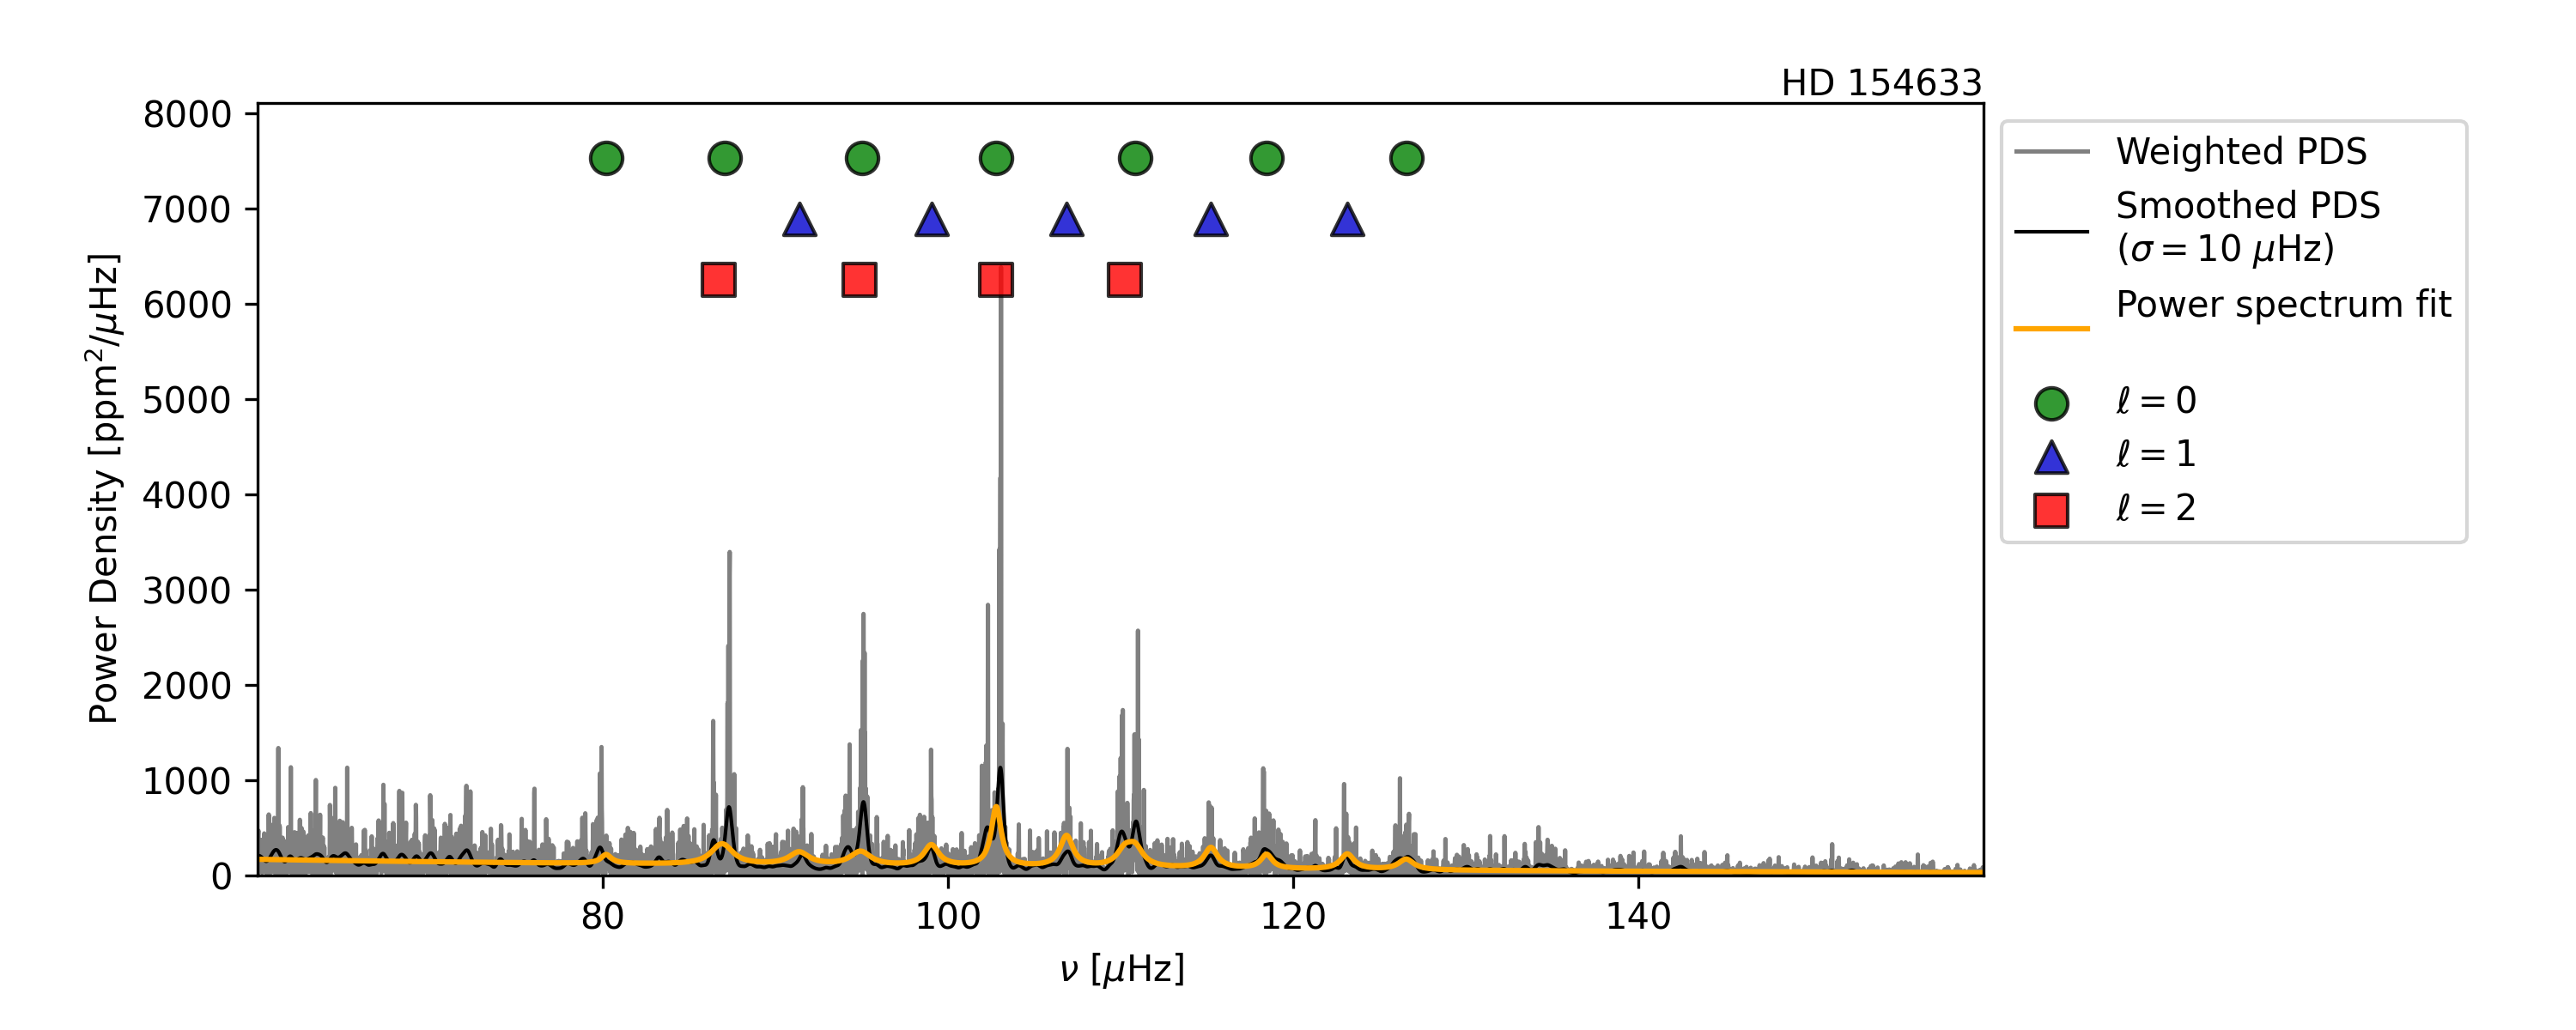 HD 154633
8000
7000
6000
5000
4000
3000
2000
1000
0
Power Density [ppm²/μHz]
80
100
120
140
ν [μHz]
Weighted PDS
Smoothed PDS
(σ = 10 μHz)
Power spectrum fit
ℓ = 0
ℓ = 1
ℓ = 2